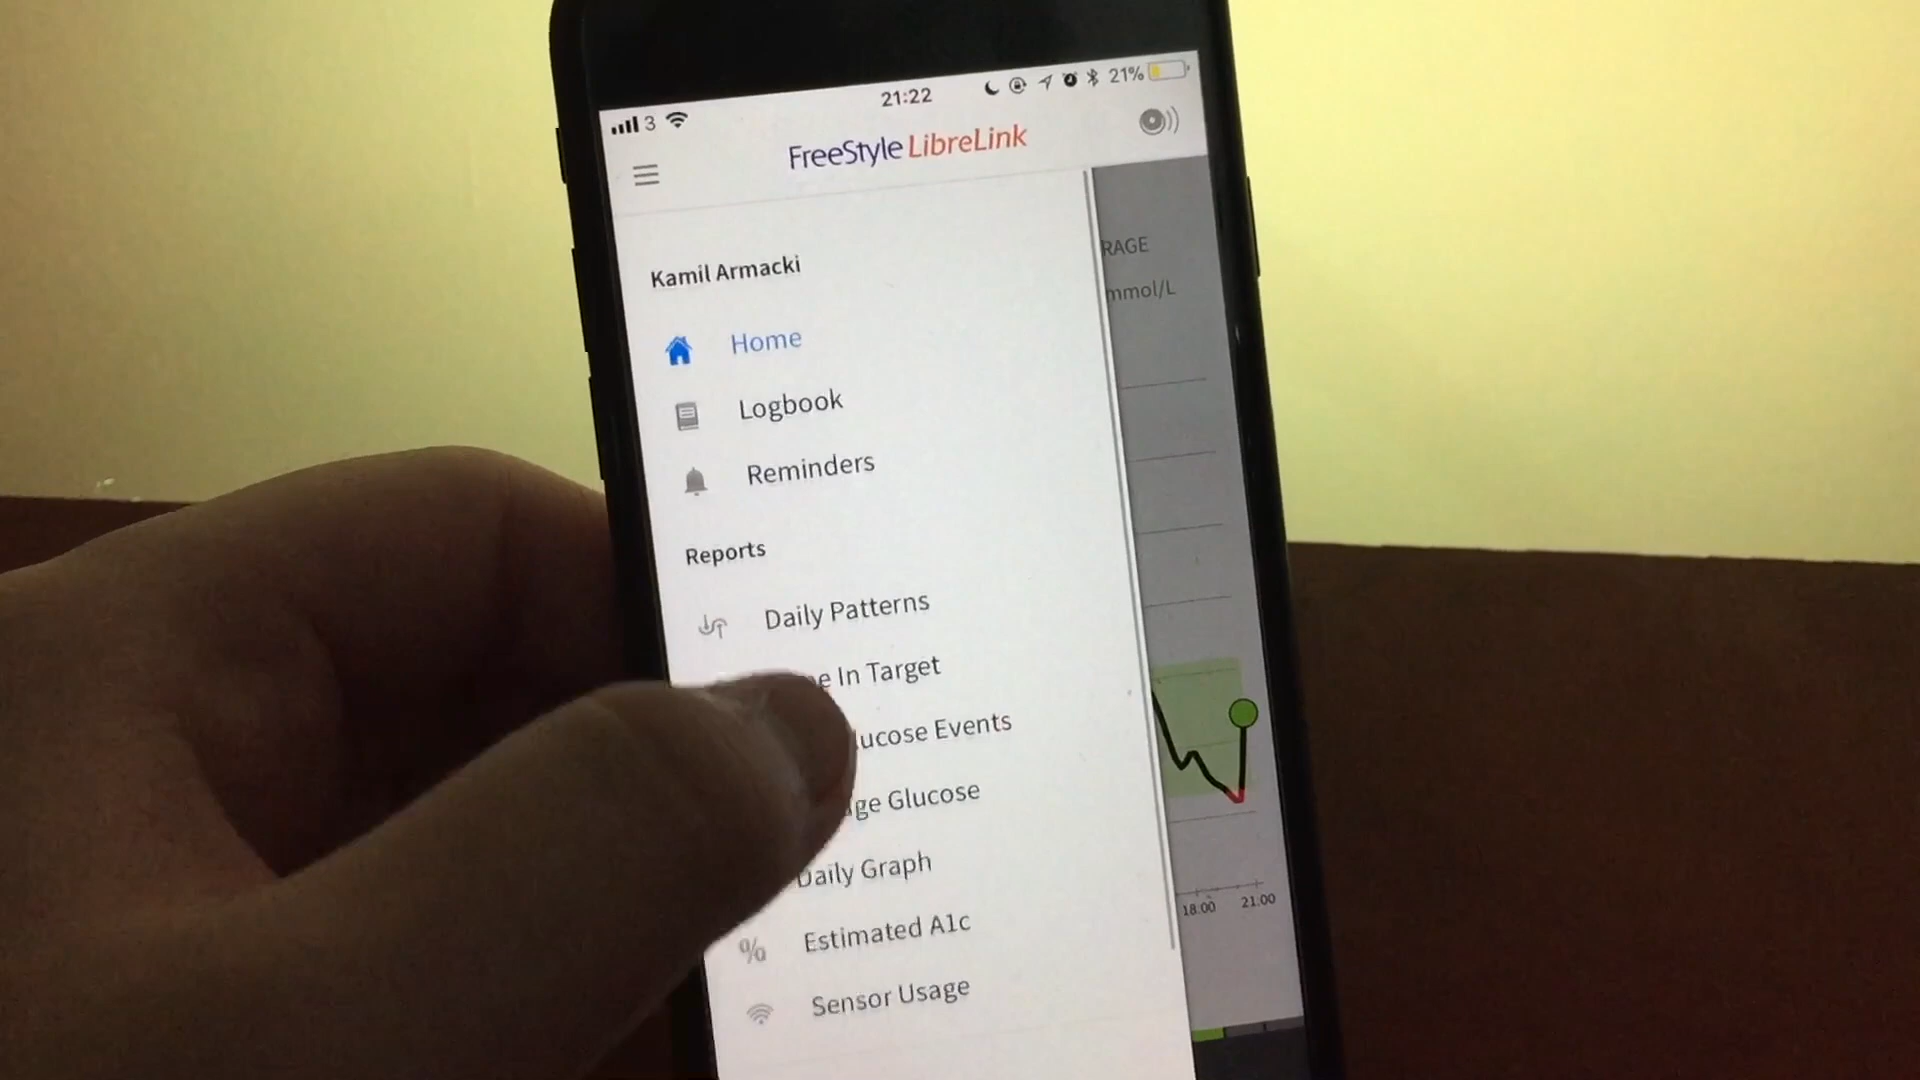 3 21:22 21%
FreeStyle LibreLink
RAGE
mmol/L
Kamil Armacki
Home
Logbook
Reminders
Reports
Daily Patterns
In Target
lucose Events
ge Glucose
Daily Graph
% Estimated A1c
Sensor Usage
18:00 21:00